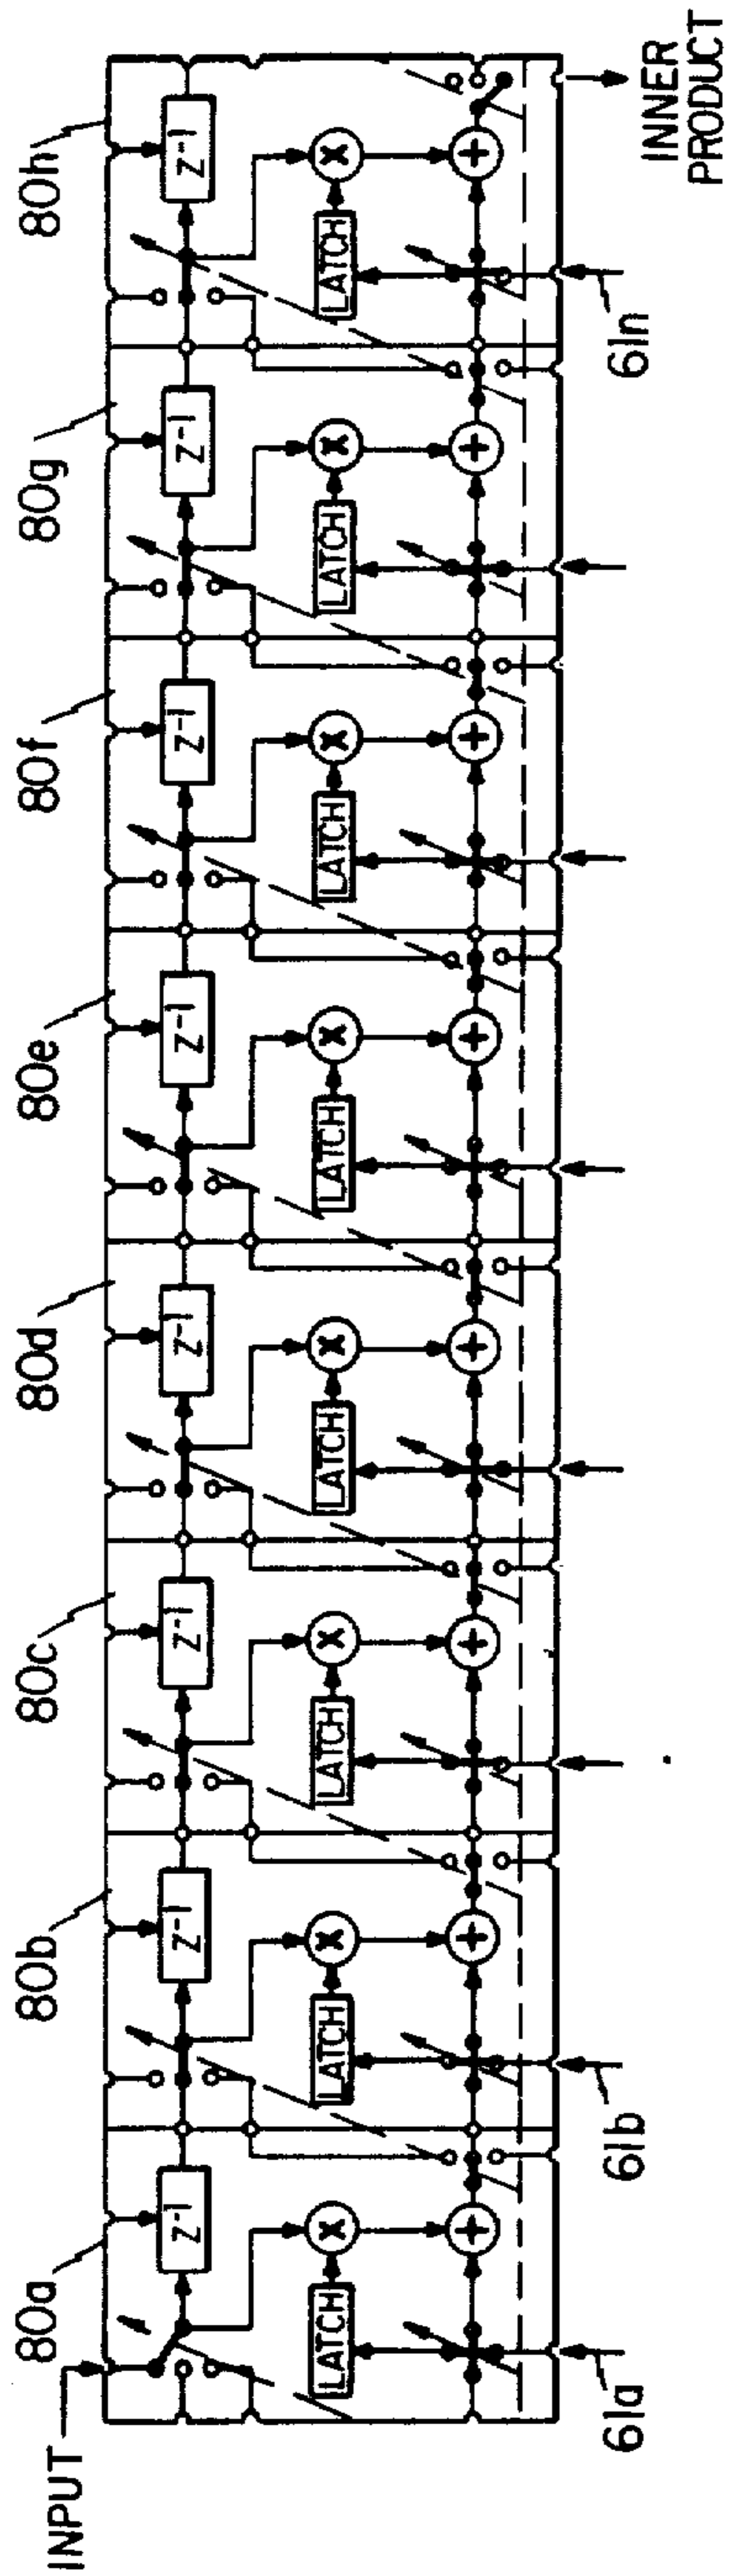 INPUT
80a
80b
80c
80d
80e
80f
80g
80h
z⁻¹
z⁻¹
z⁻¹
z⁻¹
z⁻¹
z⁻¹
z⁻¹
z⁻¹
X
X
X
X
X
X
X
X
LATCH
LATCH
LATCH
LATCH
LATCH
LATCH
LATCH
LATCH
+
+
+
+
+
+
+
+
61a
61b
61n
INNER
PRODUCT